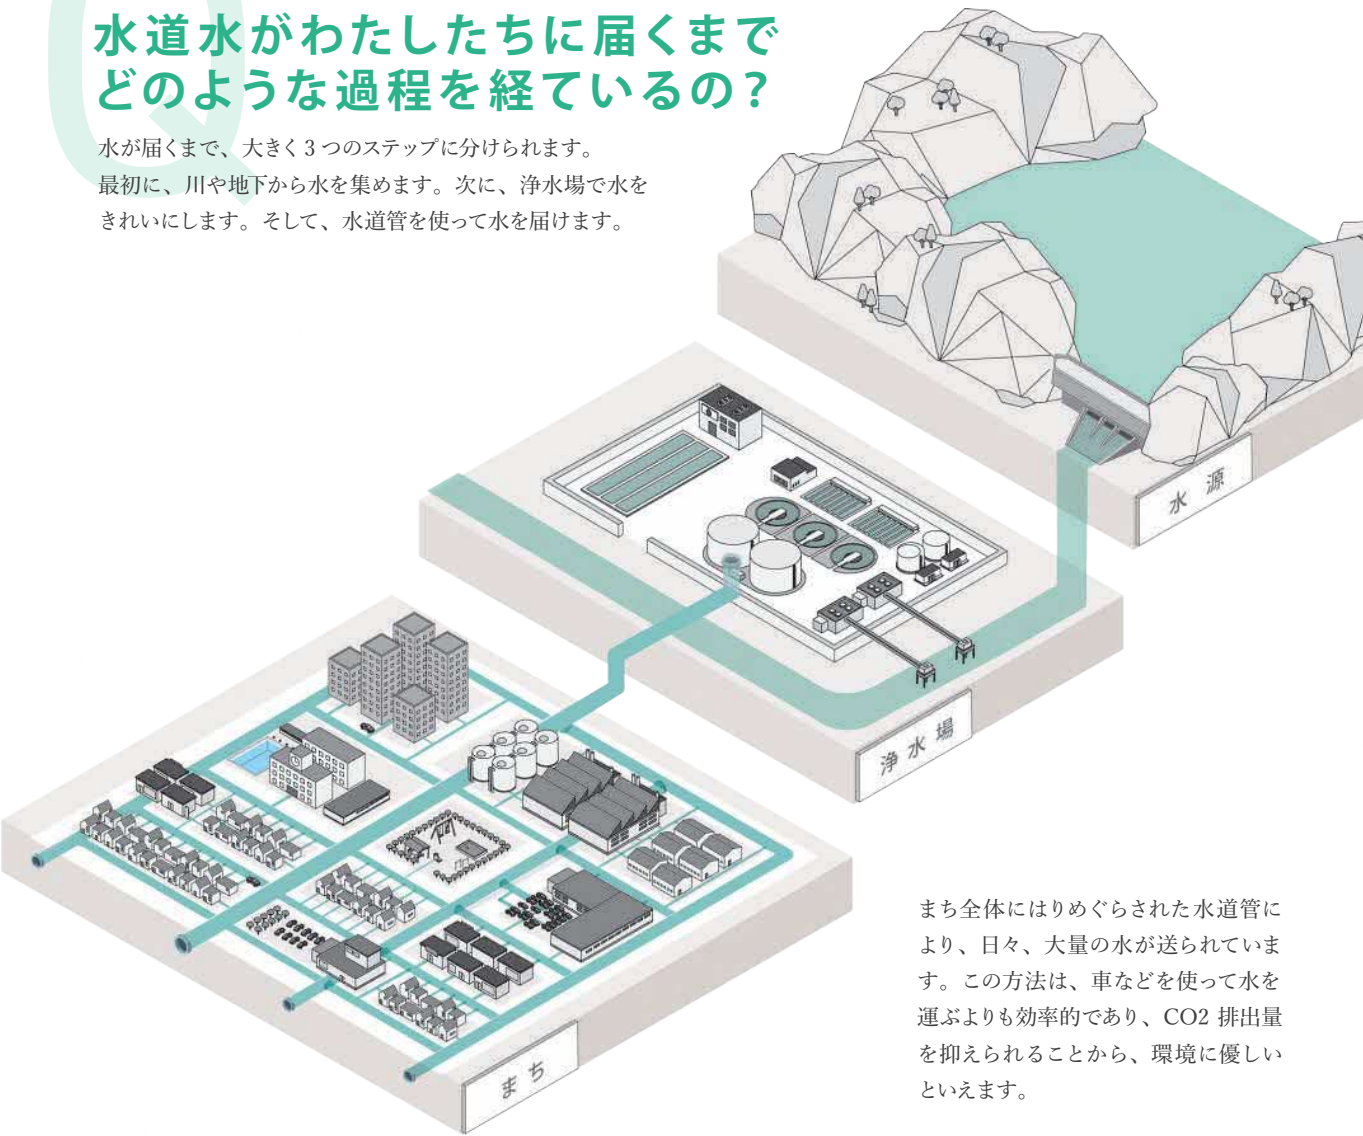 Q
水道水がわたしたちに届くまで
どのような過程を経ているの？
水が届くまで、大きく3つのステップに分けられます。
最初に、川や地下から水を集めます。次に、浄水場で水を
きれいにします。そして、水道管を使って水を届けます。
水源
浄水場
まち
まち全体にはりめぐらされた水道管に
より、日々、大量の水が送られていま
す。この方法は、車などを使って水を
運ぶよりも効率的であり、CO2 排出量
を抑えられることから、環境に優しい
といえます。